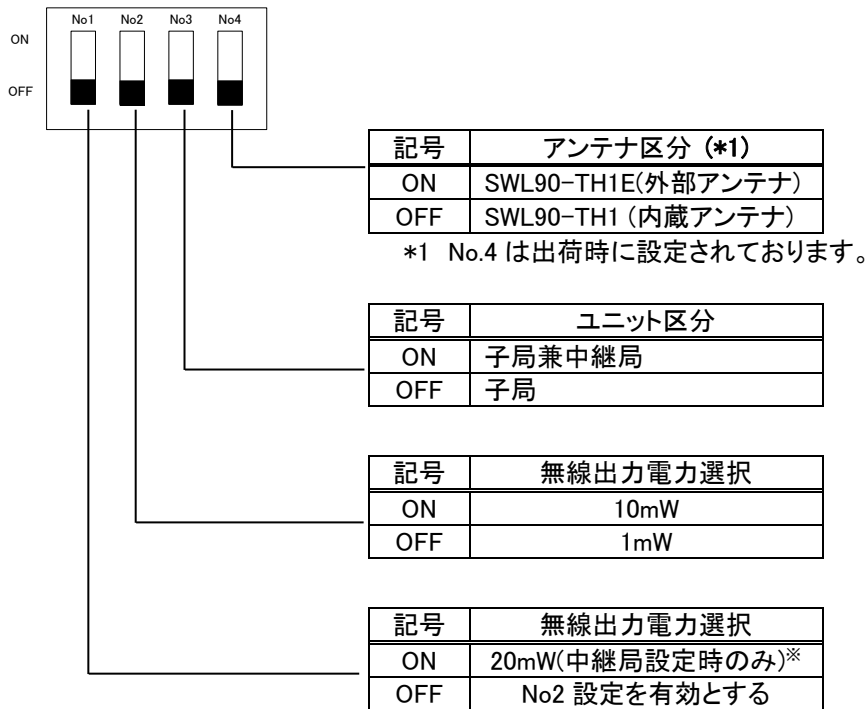 No1 No2 No3 No4
ON
OFF
記号 アンテナ区分 (*1)
ON SWL90-TH1E(外部アンテナ)
OFF SWL90-TH1 (内蔵アンテナ)
*1 No.4 は出荷時に設定されております。
記号 ユニット区分
ON 子局兼中継局
OFF 子局
記号 無線出力電力選択
ON 10mW
OFF 1mW
記号 無線出力電力選択
ON 20mW(中継局設定時のみ)※
OFF No2 設定を有効とする